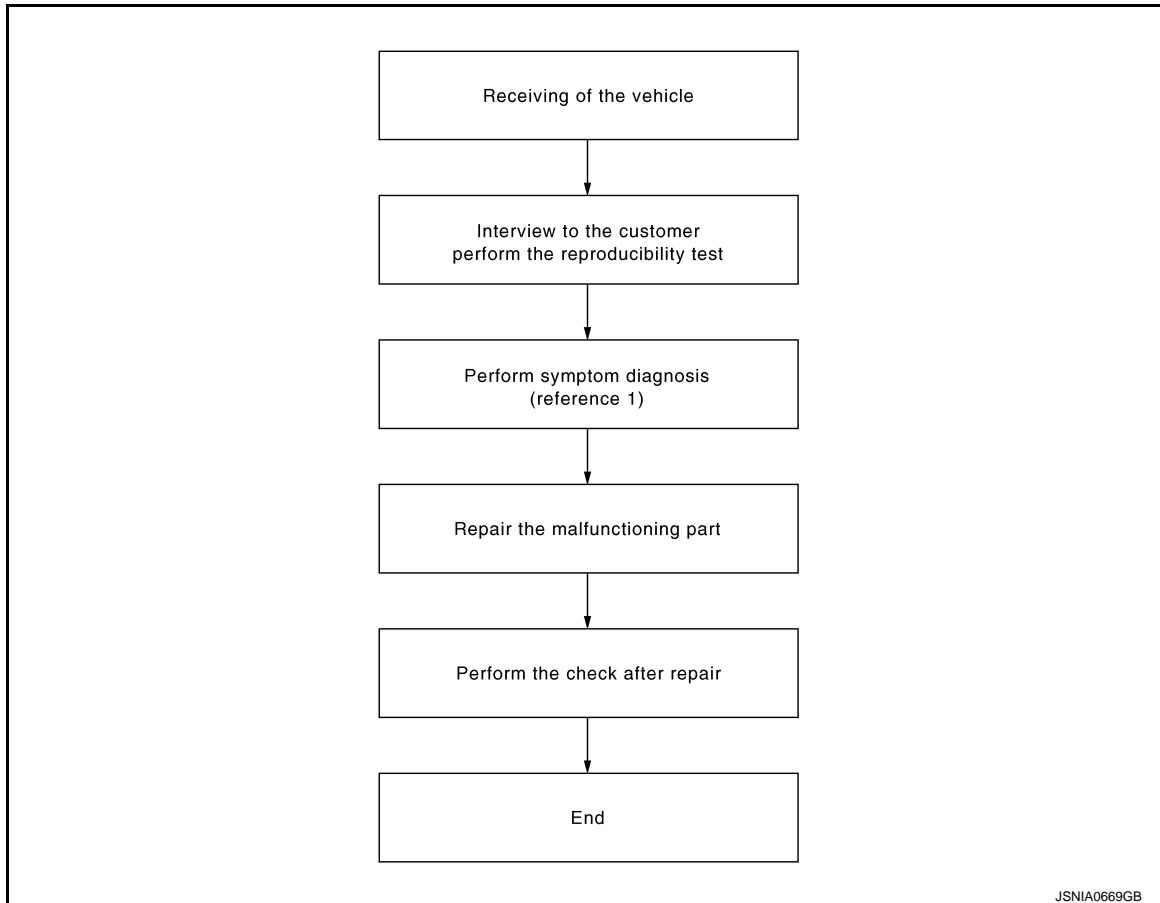 Receiving of the vehicle
Interview to the customer
perform the reproducibility test
Perform symptom diagnosis
(reference 1)
Repair the malfunctioning part
Perform the check after repair
End
JSNIA0669GB